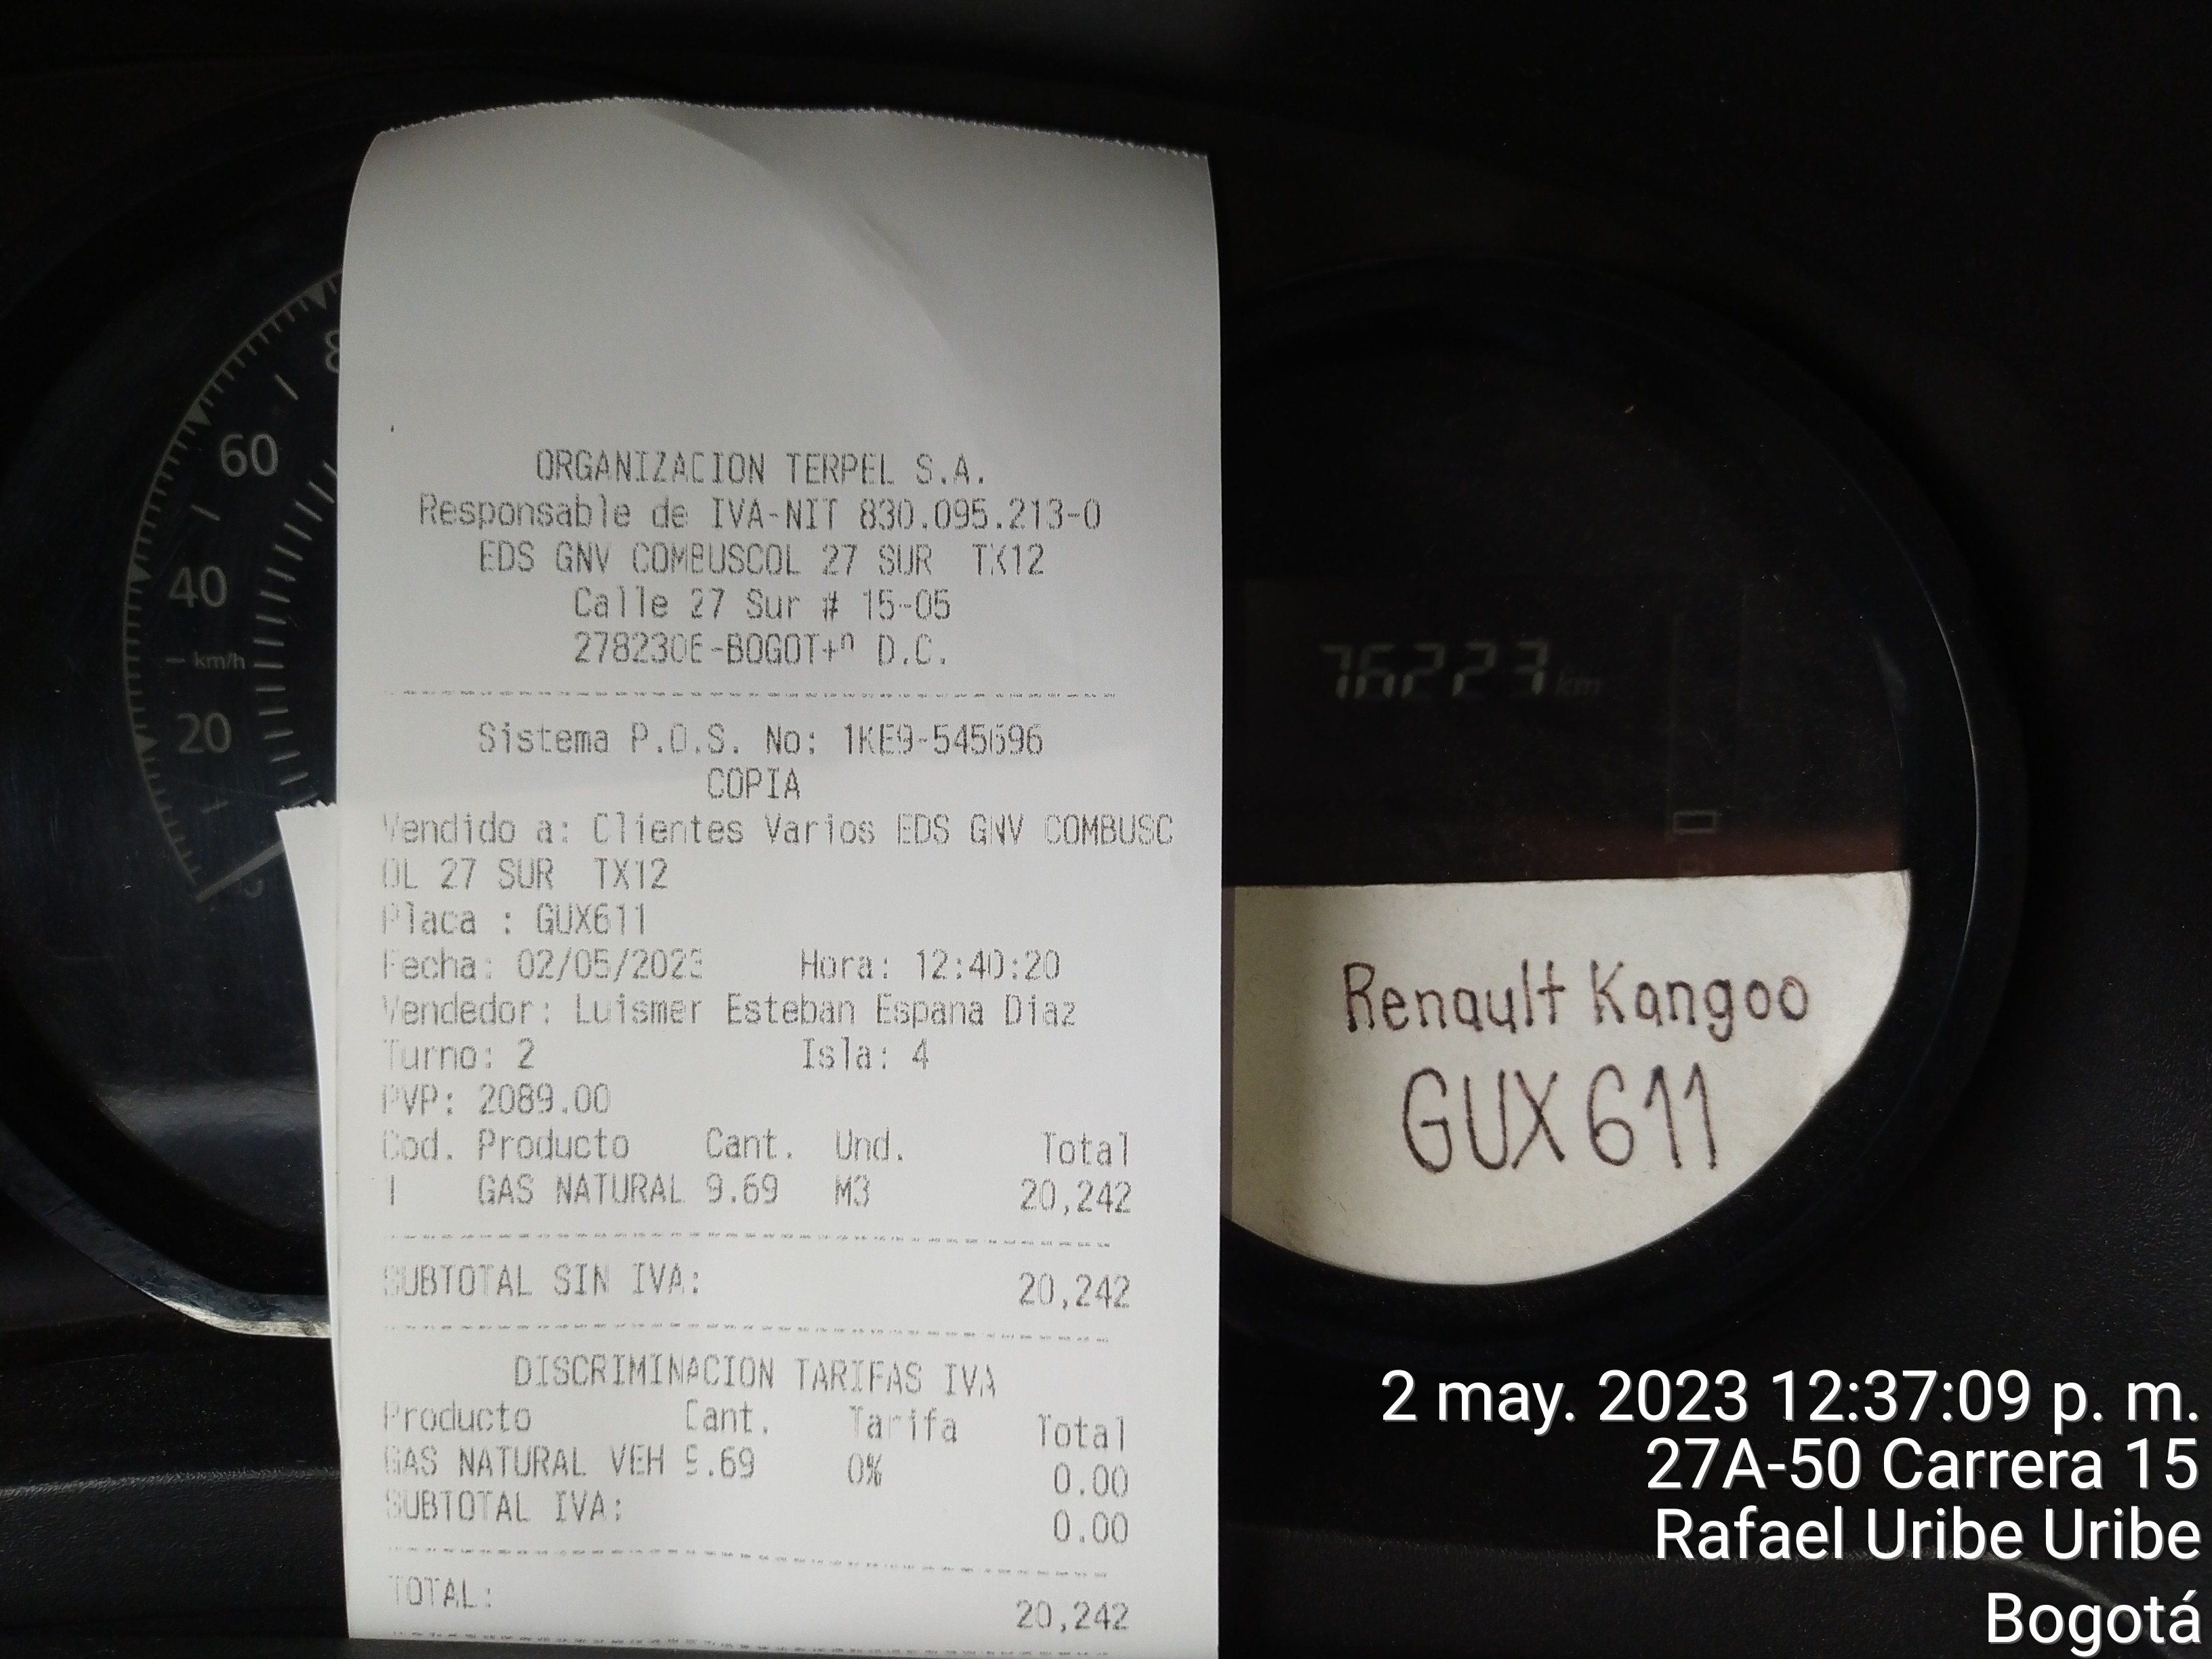 ORGANIZACION TERPEL S.A.
Responsable de IVA-NIT 830.095.213-0
EDS GNV COMBUSCOL 27 SUR TX12
Calle 27 Sur # 15-05
278230E-BOGOT+ⁿ D.C.
Sistema P.O.S. No: 1KE9-545696
COPIA
Vendido a: Clientes Varios EDS GNV COMBUSC
OL 27 SUR TX12
Placa : GUX611
Fecha: 02/05/2023 Hora: 12:40:20
Vendedor: Luismer Esteban Espana Diaz
Turno: 2 Isla: 4
PVP: 2089.00
Cod. Producto Cant. Und. Total
1 GAS NATURAL 9.69 M3 20,242
SUBTOTAL SIN IVA: 20,242
DISCRIMINACION TARIFAS IVA
Producto Cant. Tarifa Total
GAS NATURAL VEH 9.69 0% 0.00
SUBTOTAL IVA: 0.00
TOTAL: 20,242
60
40
km/h
20
76223 km
Renault Kangoo
GUX611
2 may. 2023 12:37:09 p. m.
27A-50 Carrera 15
Rafael Uribe Uribe
Bogotá